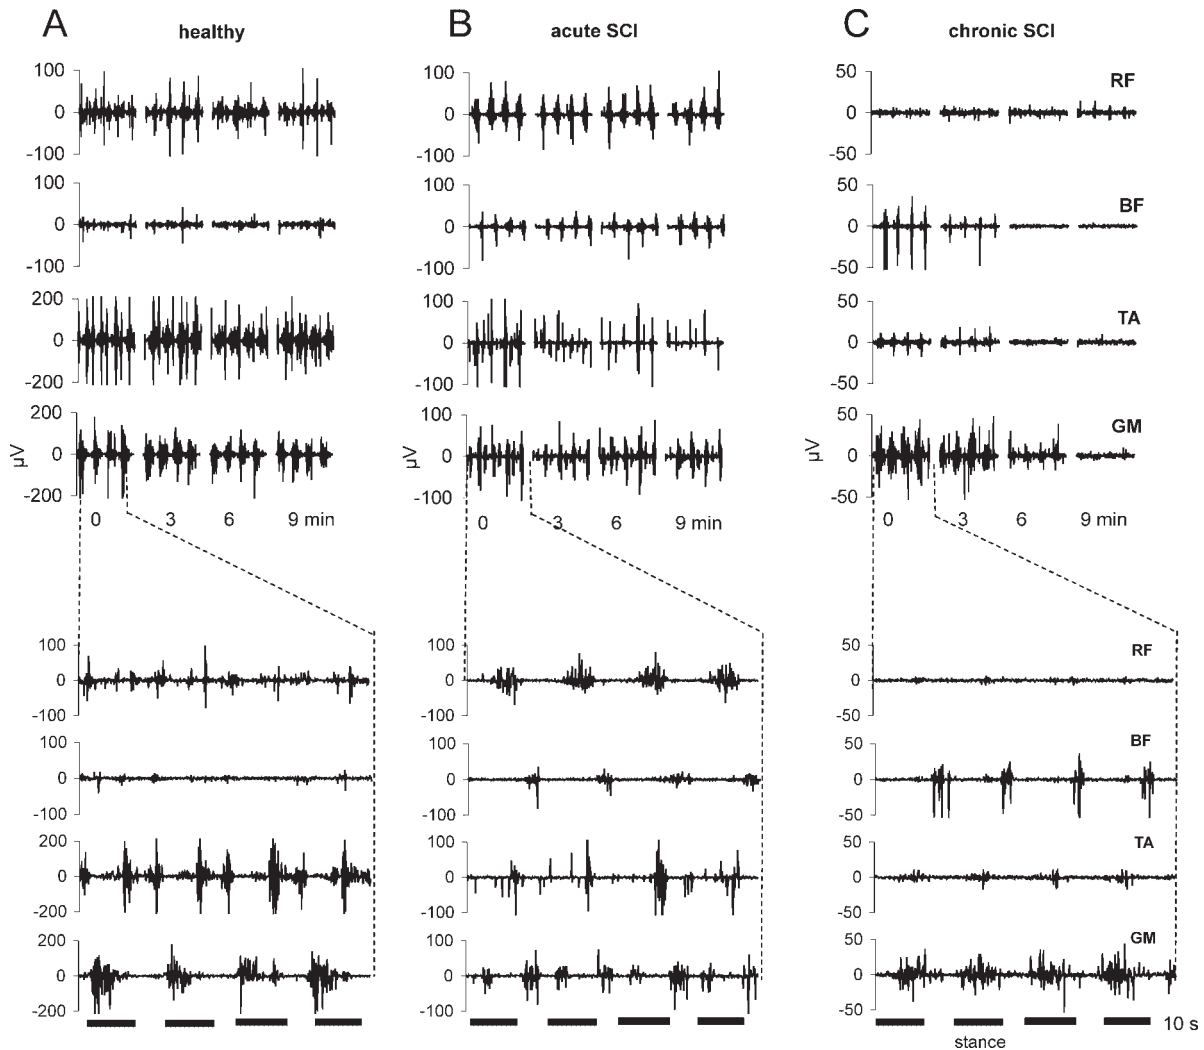 A healthy
B acute SCI
C chronic SCI
100 0 -100
100 0 -100
50 0 -50 RF
100 0 -100
100 0 -100
50 0 -50 BF
200 0 -200
100 0 -100
50 0 -50 TA
200 0 -200 µV
100 0 -100 µV
50 0 -50 µV GM
0 3 6 9 min
0 3 6 9 min
0 3 6 9 min
100 0 -100
100 0 -100
50 0 -50 RF
100 0 -100
100 0 -100
50 0 -50 BF
200 0 -200
100 0 -100
50 0 -50 TA
200 0 -200
100 0 -100
50 0 -50 GM
10 s
stance